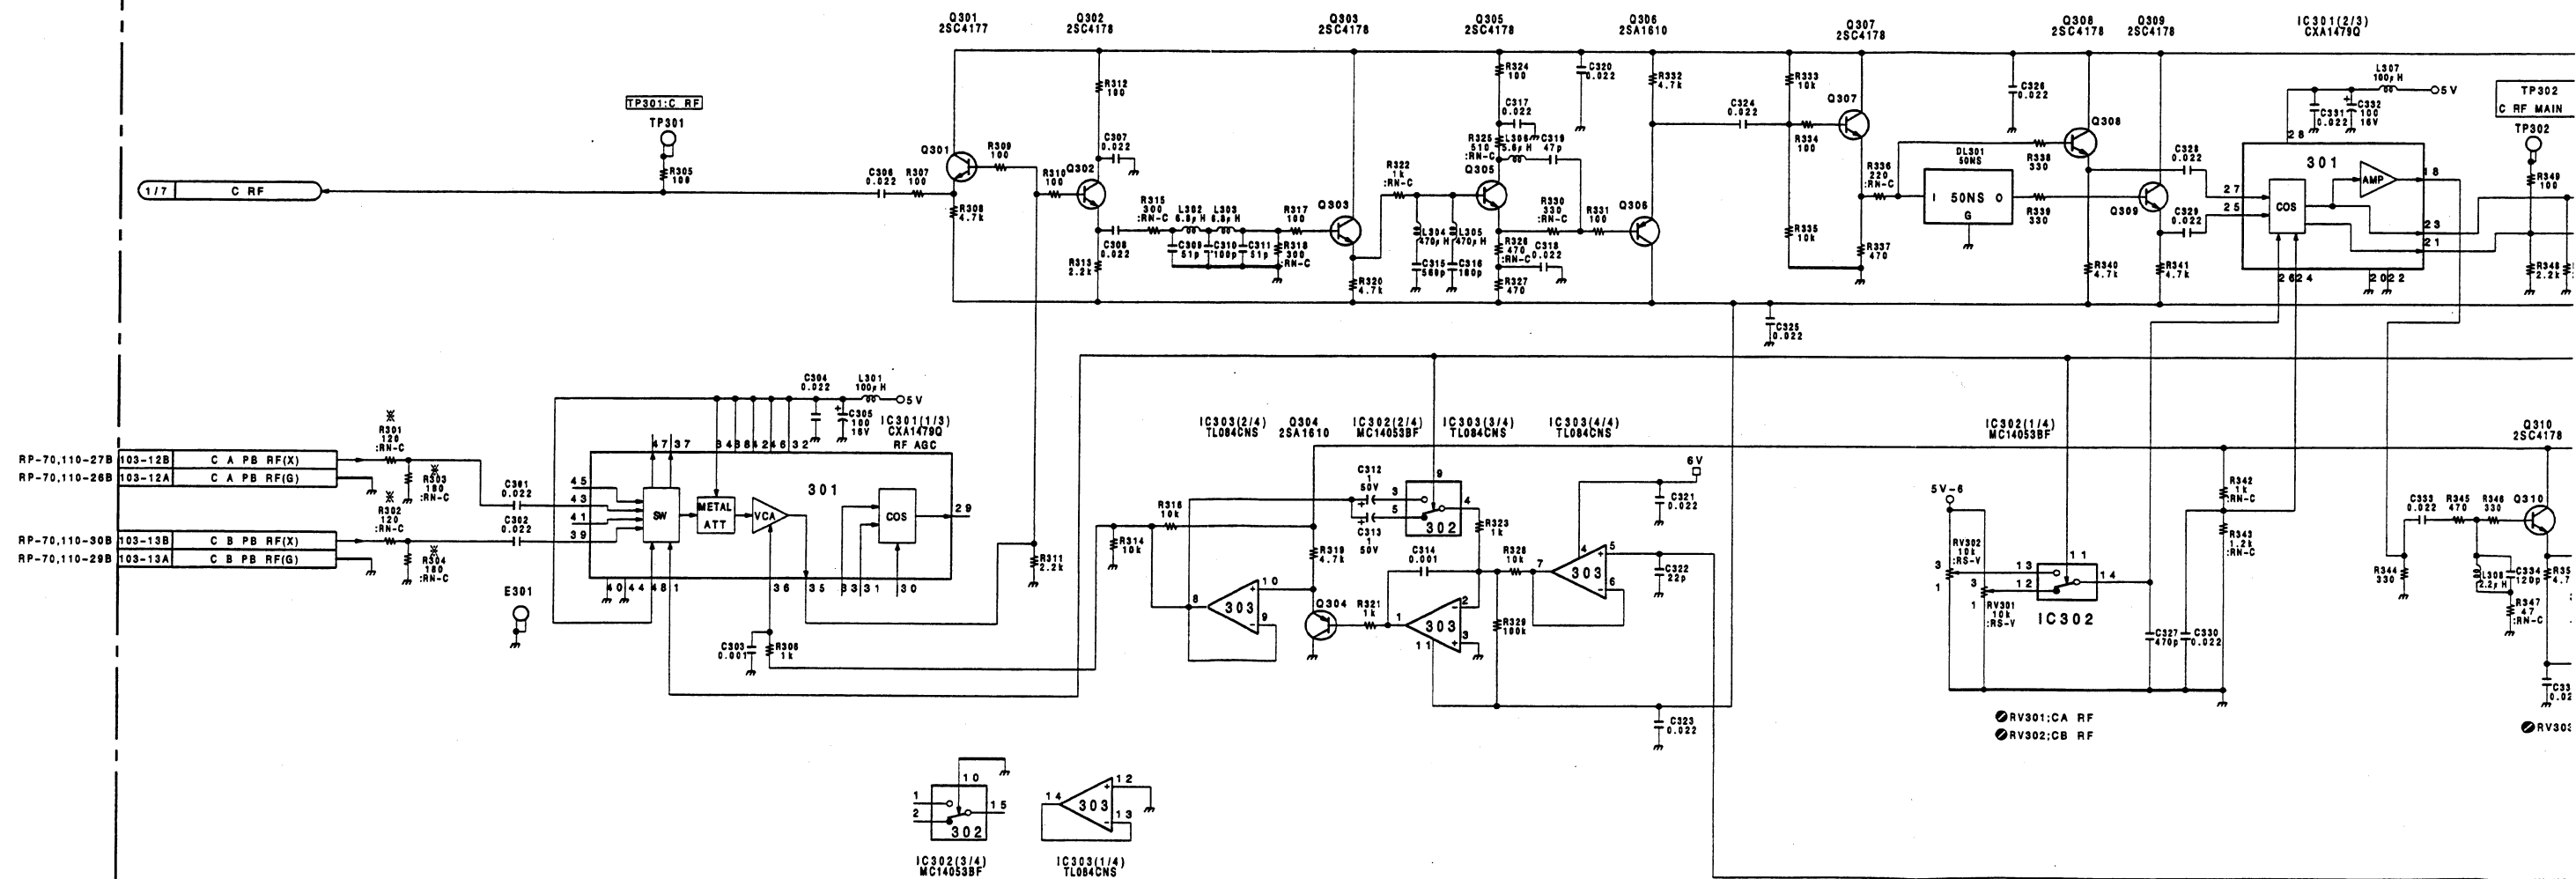 Q301
2SC4177
Q302
2SC4178
Q303
2SC4178
Q305
2SC4178
Q306
2SA1610
Q307
2SC4178
Q308
2SC4178
Q309
2SC4178
IC301(2/3)
CXA1479Q
TP301:C RF
TP301
R305
100
1/7 C RF
C306
0.022
R307
100
Q301
R309
100
R308
4.7k
R312
100
C307
0.022
Q302
R310
100
R313
2.2k
C308
0.022
R315
300
:RN-C
L302
6.8μH
L303
6.8μH
C309
51p
C310
100p
C311
51p
R317
100
R318
300
:RN-C
Q303
R320
4.7k
R322
1k
:RN-C
L304
470μH
L305
470μH
C315
560p
C316
180p
R324
100
C317
0.022
R325
510
:RN-C
L306
5.6μH
C319
47p
Q305
R326
470
:RN-C
C318
0.022
R327
470
R330
330
:RN-C
R331
100
C320
0.022
R332
4.7k
Q306
C324
0.022
R333
10k
R334
100
R335
10k
Q307
R336
220
:RN-C
R337
470
C325
0.022
DL301
50NS
I 50NS O
G
C326
0.022
R338
330
R339
330
Q308
Q309
R340
4.7k
R341
4.7k
C328
0.022
C329
0.022
L307
100μH
5V
C331
0.022
C332
100
16V
28
301
AMP
18
27
COS
25
23
21
26 24
20 22
TP302
C RF MAIN
TP302
R349
100
R348
2.2k
RP-70,110-27B 103-12B C A PB RF(X)
RP-70,110-26B 103-12A C A PB RF(G)
RP-70,110-30B 103-13B C B PB RF(X)
RP-70,110-29B 103-13A C B PB RF(G)
※
R301
120
:RN-C
※
R303
180
:RN-C
※
R302
120
:RN-C
※
R304
180
:RN-C
C301
0.022
C302
0.022
E301
C304
0.022
L301
100μH
5V
C305
100
16V
IC301(1/3)
CXA1479Q
RF AGC
47 37
34 38 42 46 32
45
43
41
39
SW
METAL
ATT
VCA
301
COS
29
40 44 48 1
36
35
33 31
30
C303
0.001
R306
1k
R311
2.2k
IC303(2/4)
TL084CNS
Q304
2SA1610
IC302(2/4)
MC14053BF
IC303(3/4)
TL084CNS
IC303(4/4)
TL084CNS
R314
10k
R316
10k
8
303
10
9
R319
4.7k
Q304
R321
1k
C312
1
50V
C313
1
50V
3
5
9
4
302
R323
1k
C314
0.001
1
303
2
3
11
R328
10k
R329
100k
7
303
4
5
6
6V
C321
0.022
C322
22p
C323
0.022
IC302(1/4)
MC14053BF
5V-6
RV302
10k
:RS-V
3
1
3
1
RV301
10k
:RS-V
13
12
11
14
IC302
C327
470p
C330
0.022
R342
1k
:RN-C
R343
1.2k
:RN-C
RV301;CA RF
RV302;CB RF
Q310
2SC4178
C333
0.022
R345
470
R346
330
Q310
R344
330
L308
2.2μH
C334
120p
R347
47
:RN-C
R35
4.7
C33
0.02
RV303
10
1
2
15
302
IC302(3/4)
MC14053BF
14
303
12
13
IC303(1/4)
TL084CNS